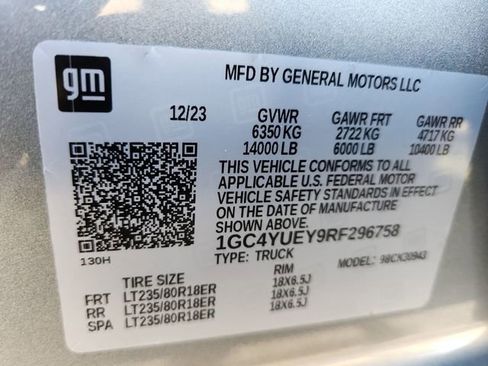 gm
MFD BY GENERAL MOTORS LLC
12/23 GVWR GAWR FRT GAWR RR
6350 KG 2722 KG 4717 KG
14000 LB 6000 LB 10400 LB
THIS VEHICLE CONFORMS TO ALL
APPLICABLE U.S. FEDERAL MOTOR
VEHICLE SAFETY STANDARDS IN EFFECT
ON THE DATE OF MANUFACTURE
SHOWN ABOVE.
1GC4YUEY9RF296758
130H TYPE: TRUCK MODEL: 98CK30943
TIRE SIZE RIM
FRT LT235/80R18ER 18X6.5J
RR LT235/80R18ER 18X6.5J
SPA LT235/80R18ER 18X6.5J